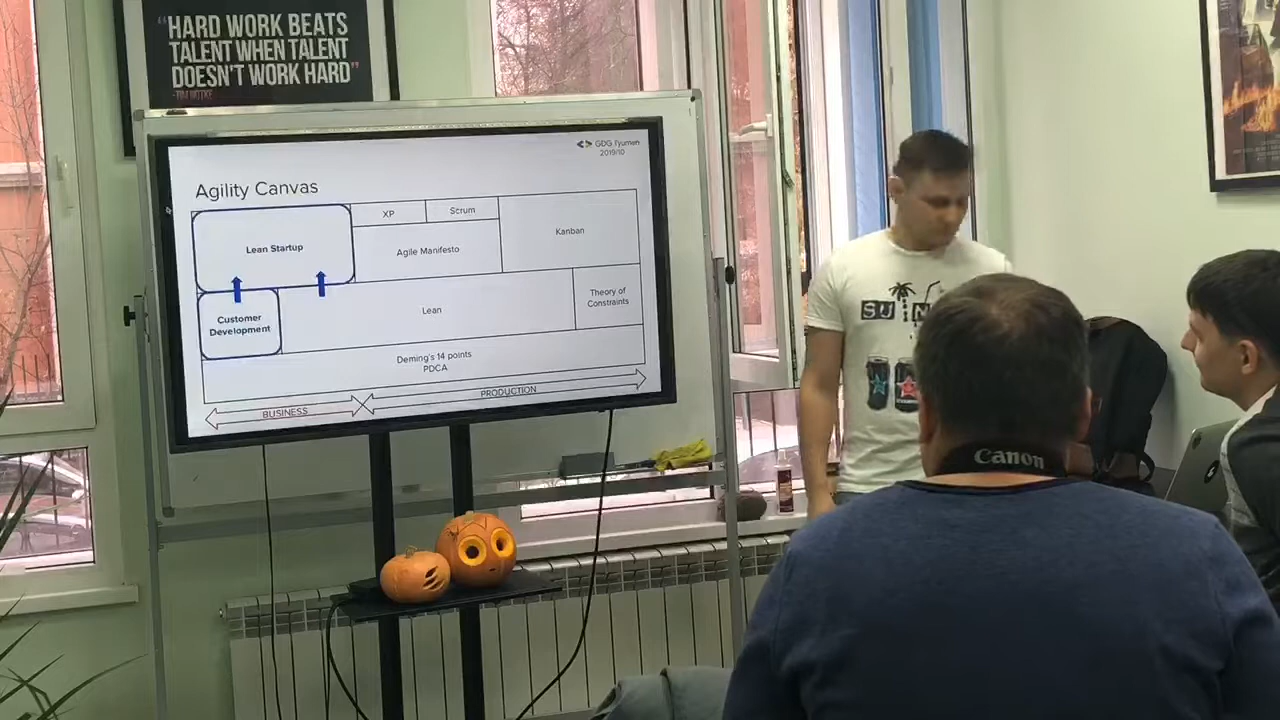 "HARD WORK BEATS
TALENT WHEN TALENT
DOESN'T WORK HARD"
GDG Tyumen
2019/10
Agility Canvas
XP
Scrum
Lean Startup
Agile Manifesto
Kanban
Customer
Development
Lean
Theory of
Constraints
Deming's 14 points
PDCA
BUSINESS
PRODUCTION
Canon